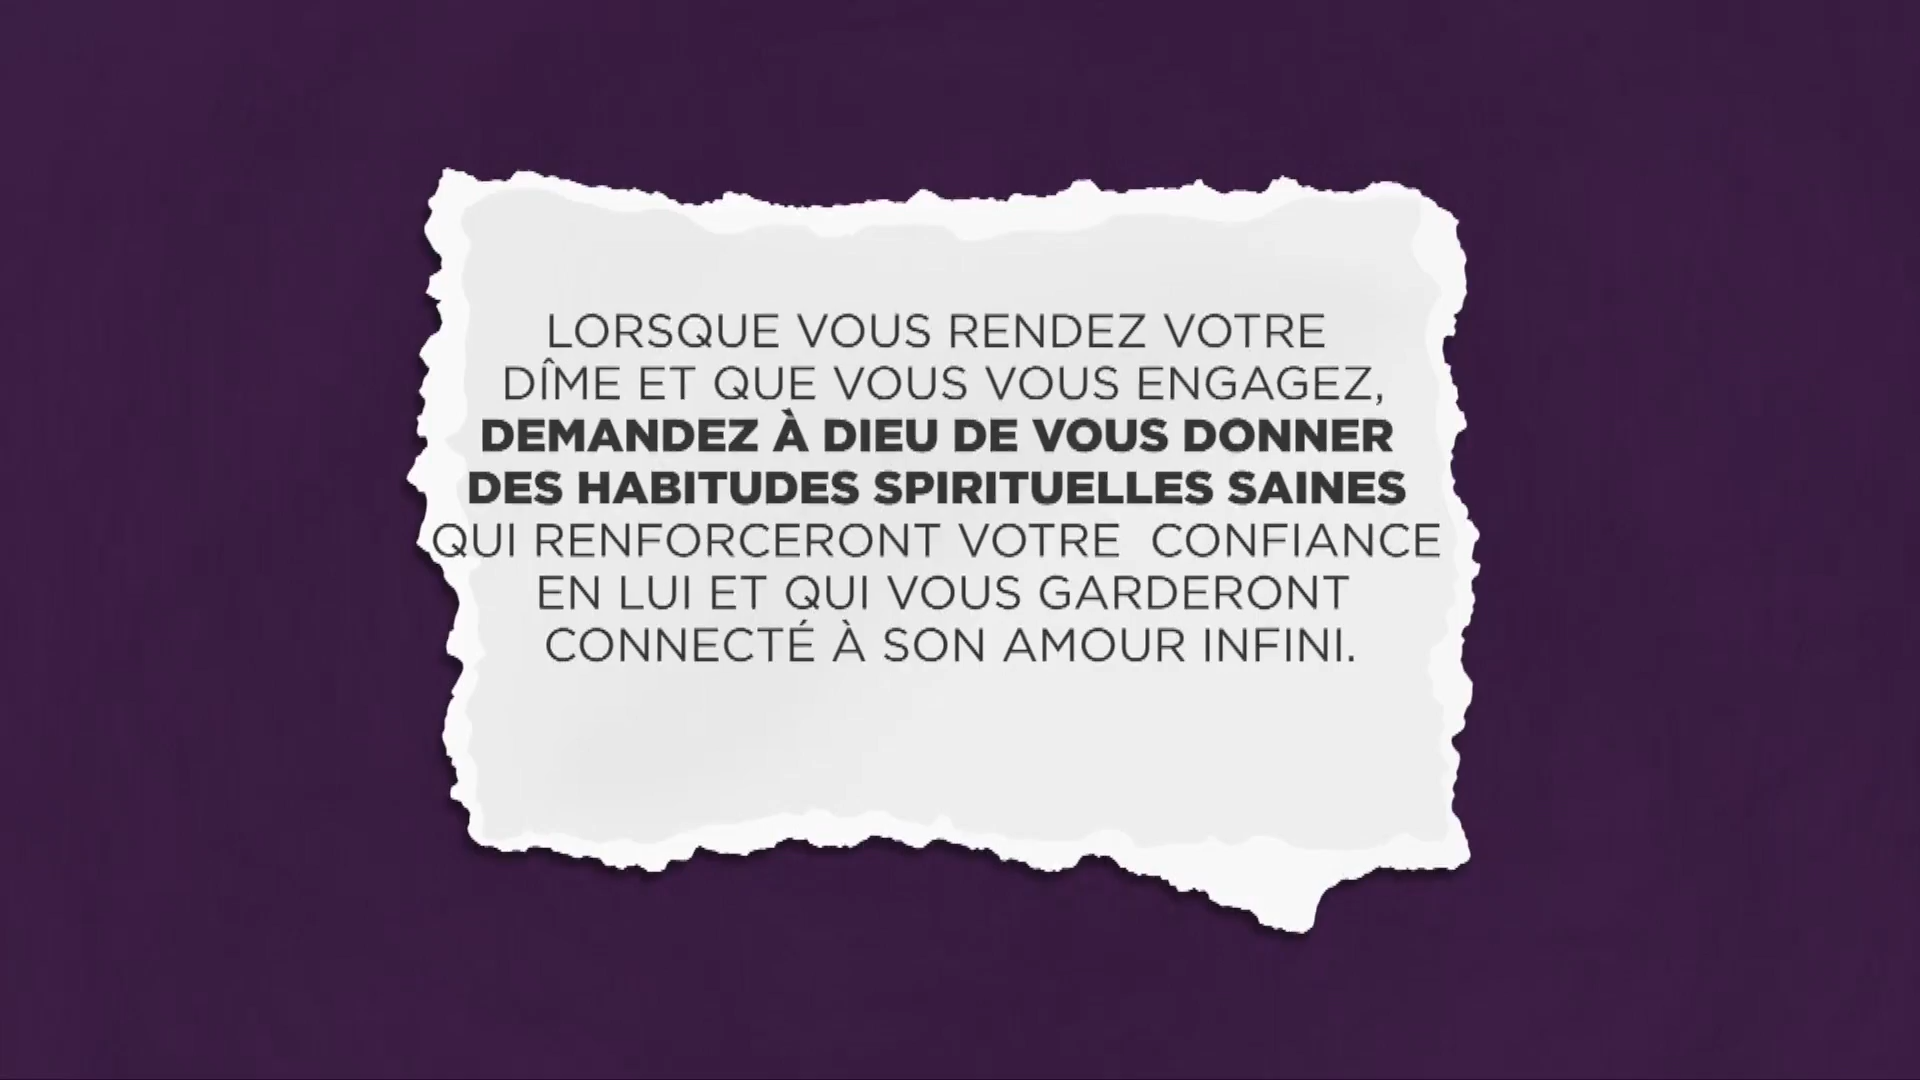 LORSQUE VOUS RENDEZ VOTRE
DÎME ET QUE VOUS VOUS ENGAGEZ,
DEMANDEZ À DIEU DE VOUS DONNER
DES HABITUDES SPIRITUELLES SAINES
QUI RENFORCERONT VOTRE  CONFIANCE
EN LUI ET QUI VOUS GARDERONT
CONNECTÉ À SON AMOUR INFINI.